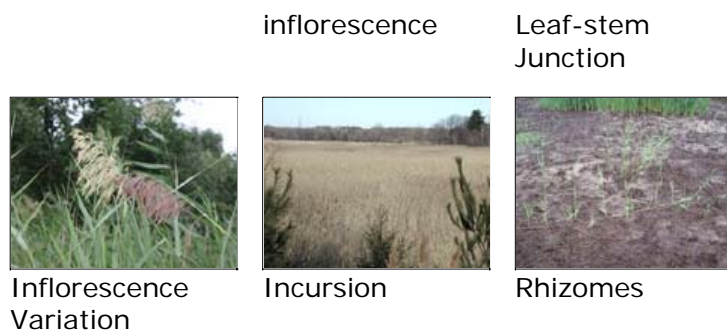 inflorescence
Leaf-stem
Junction
Inflorescence
Variation
Incursion
Rhizomes